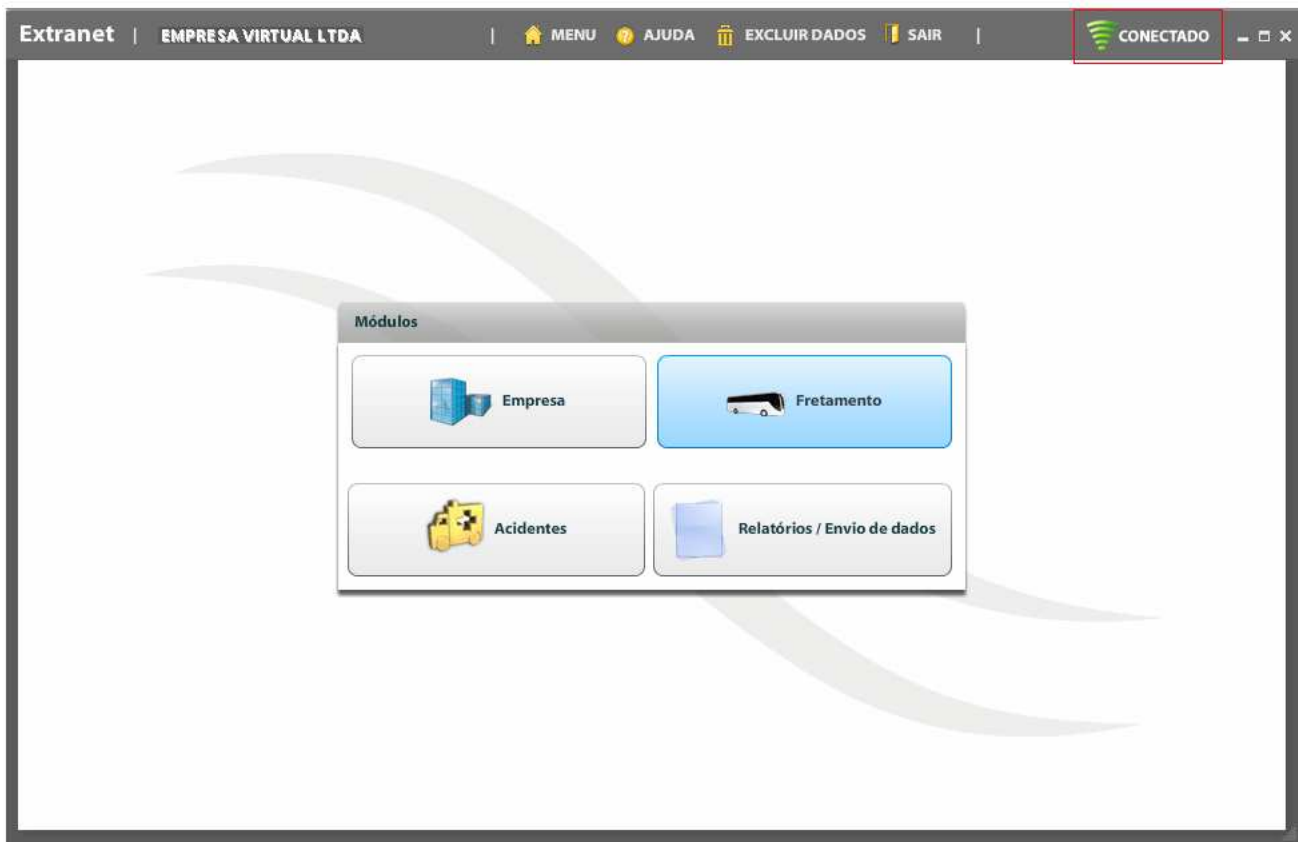 Extranet | EMPRESA VIRTUAL LTDA | MENU AJUDA EXCLUIR DADOS SAIR | CONECTADO
Módulos
Empresa Fretamento
Acidentes Relatórios / Envio de dados